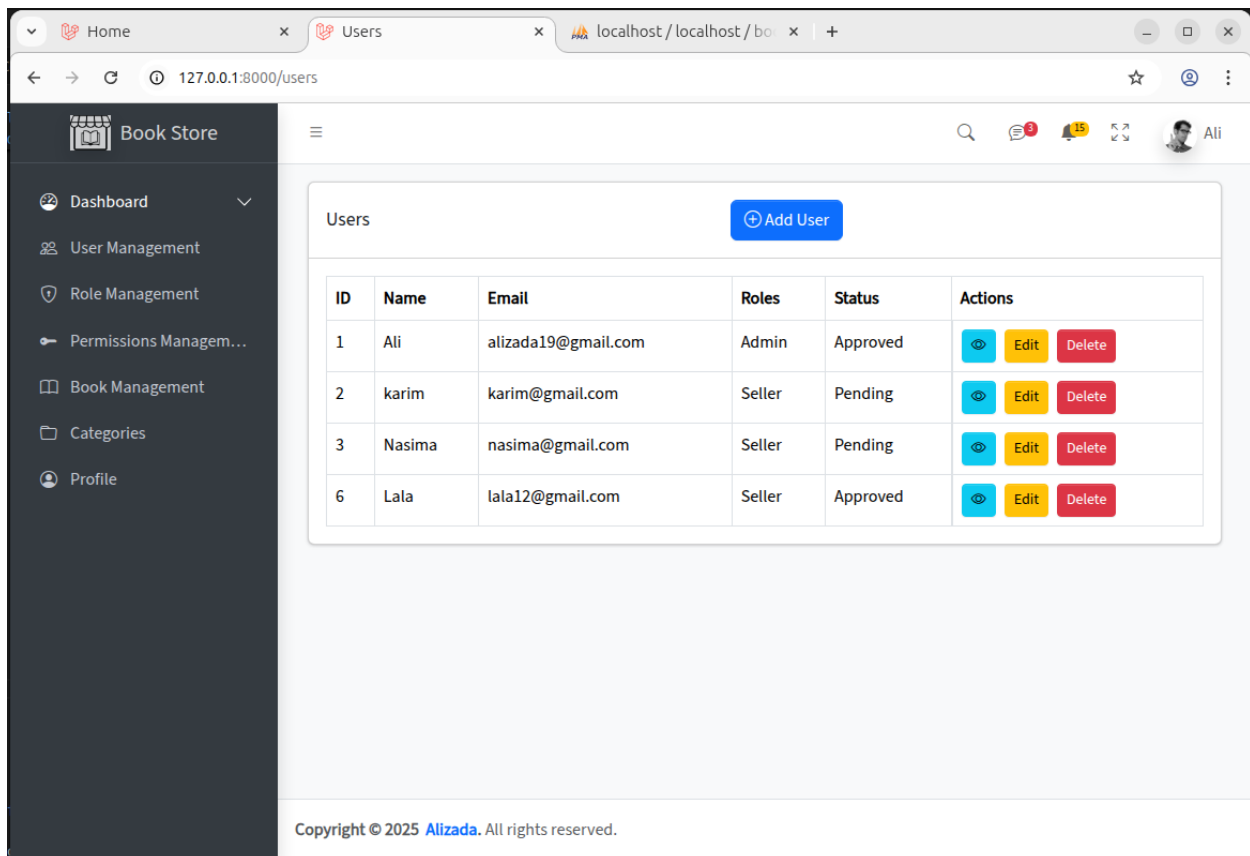 Home
Users
localhost / localhost / bo
127.0.0.1:8000/users
Book Store
3
15
Ali
Dashboard
User Management
Role Management
Permissions Managem...
Book Management
Categories
Profile
Users
Add User
ID Name Email Roles Status Actions
1 Ali alizada19@gmail.com Admin Approved Edit Delete
2 karim karim@gmail.com Seller Pending Edit Delete
3 Nasima nasima@gmail.com Seller Pending Edit Delete
6 Lala lala12@gmail.com Seller Approved Edit Delete
Copyright © 2025 Alizada. All rights reserved.